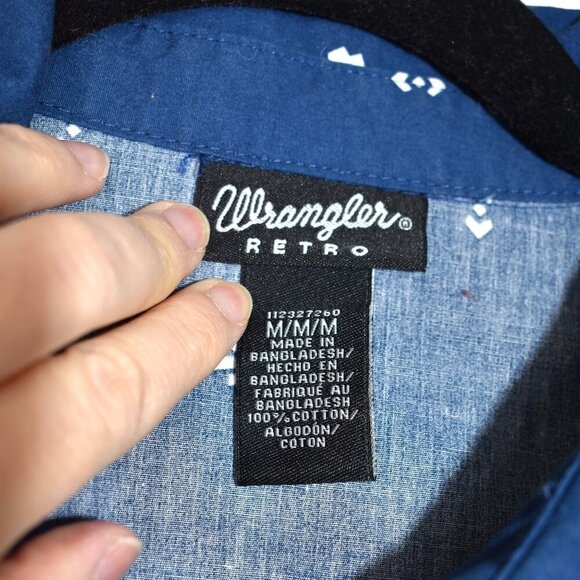 Wrangler®
RETRO
112327260
M/M/M
MADE IN
BANGLADESH/
HECHO EN
BANGLADESH/
FABRIQUÉ AU
BANGLADESH
100% COTTON/
ALGODÓN/
COTON